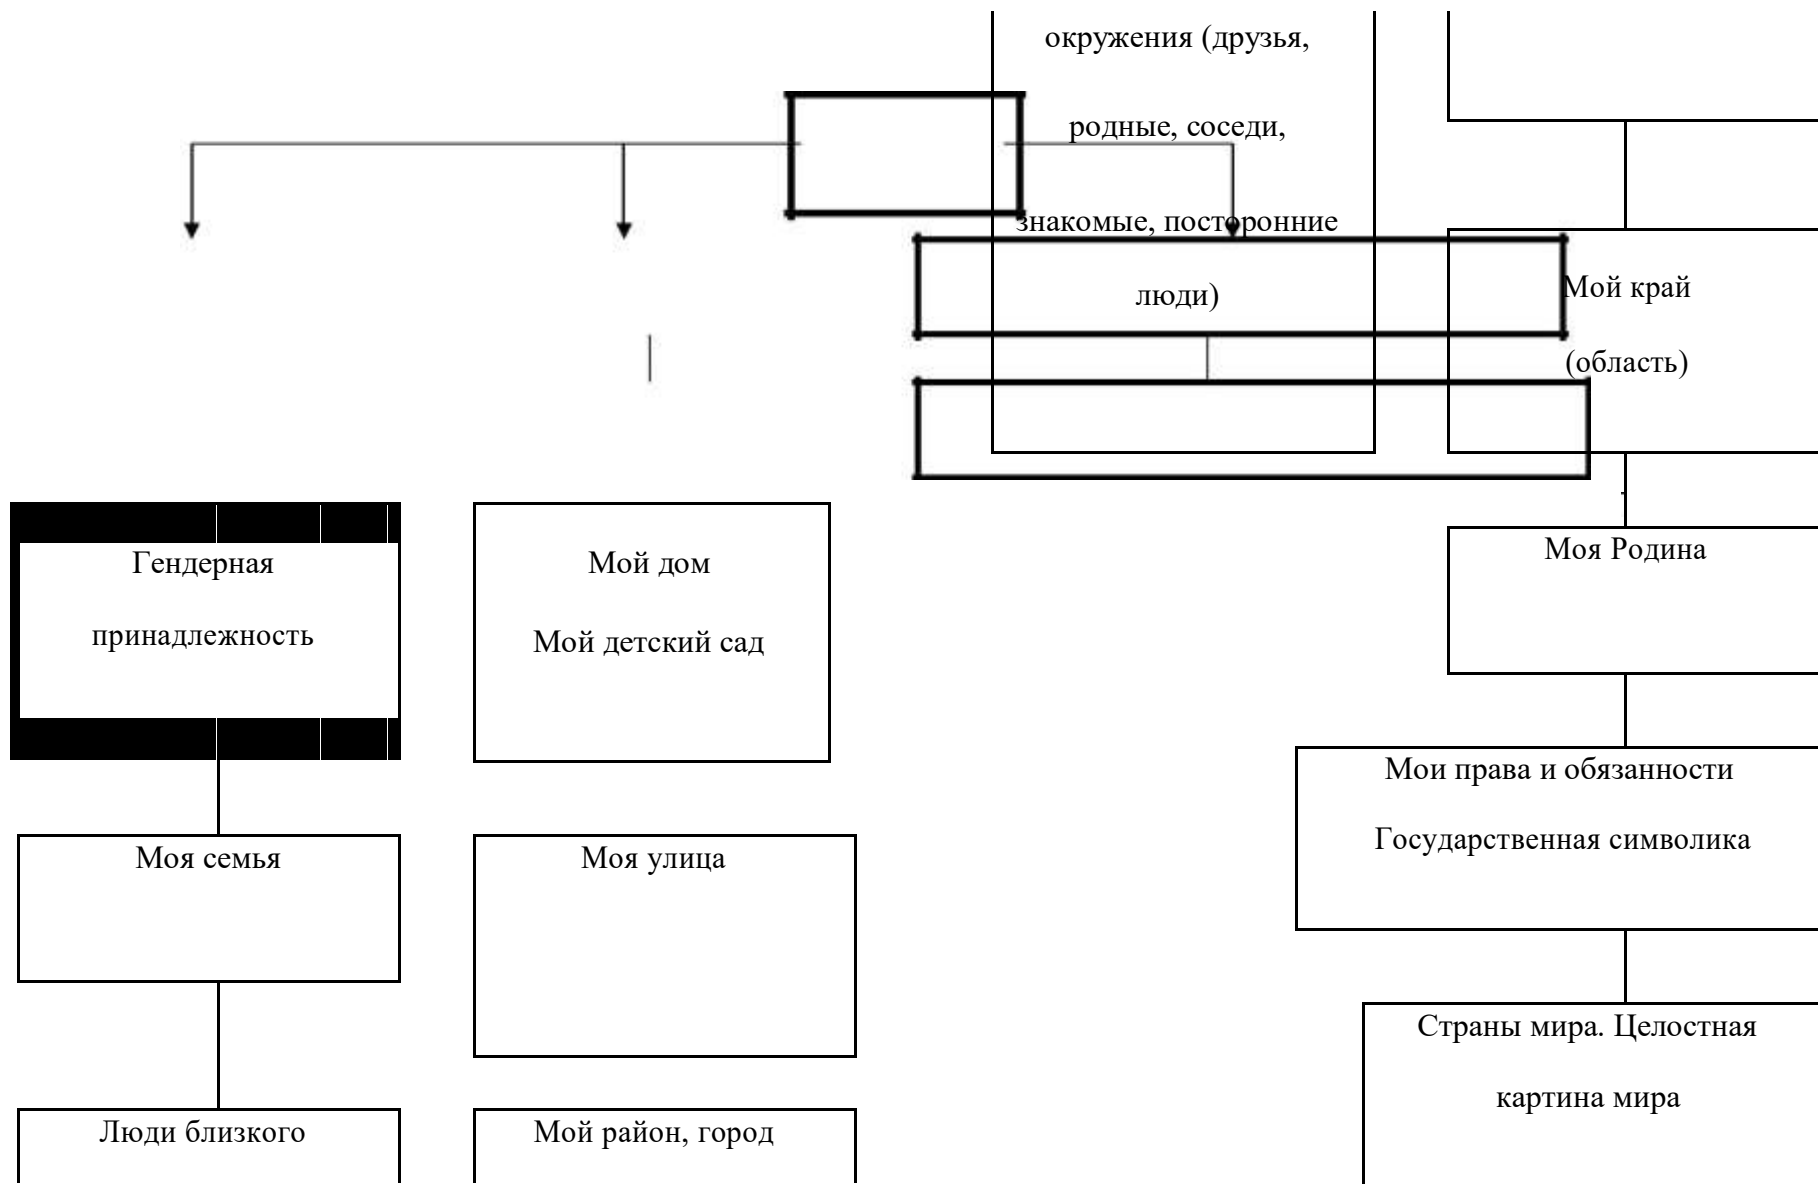 окружения (друзья,
родные, соседи,
знакомые, посторонние
люди)
Мой край
(область)
Гендерная
принадлежность
Мой дом
Мой детский сад
Моя Родина
Мои права и обязанности
Государственная символика
Моя семья
Моя улица
Страны мира. Целостная
картина мира
Люди близкого
Мой район, город